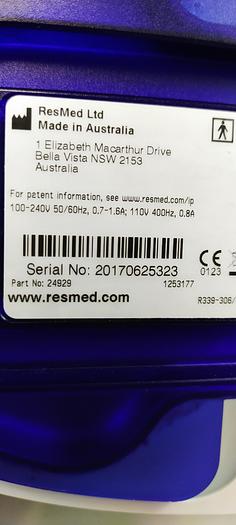 ResMed Ltd
Made in Australia
1 Elizabeth Macarthur Drive
Bella Vista NSW 2153
Australia
For patent information, see www.resmed.com/ip
100-240V 50/60Hz, 0.7-1.6A; 110V 400Hz, 0.8A
Serial No: 20170625323
CE
0123
Part No: 24929 1253177
www.resmed.com
R339-306/